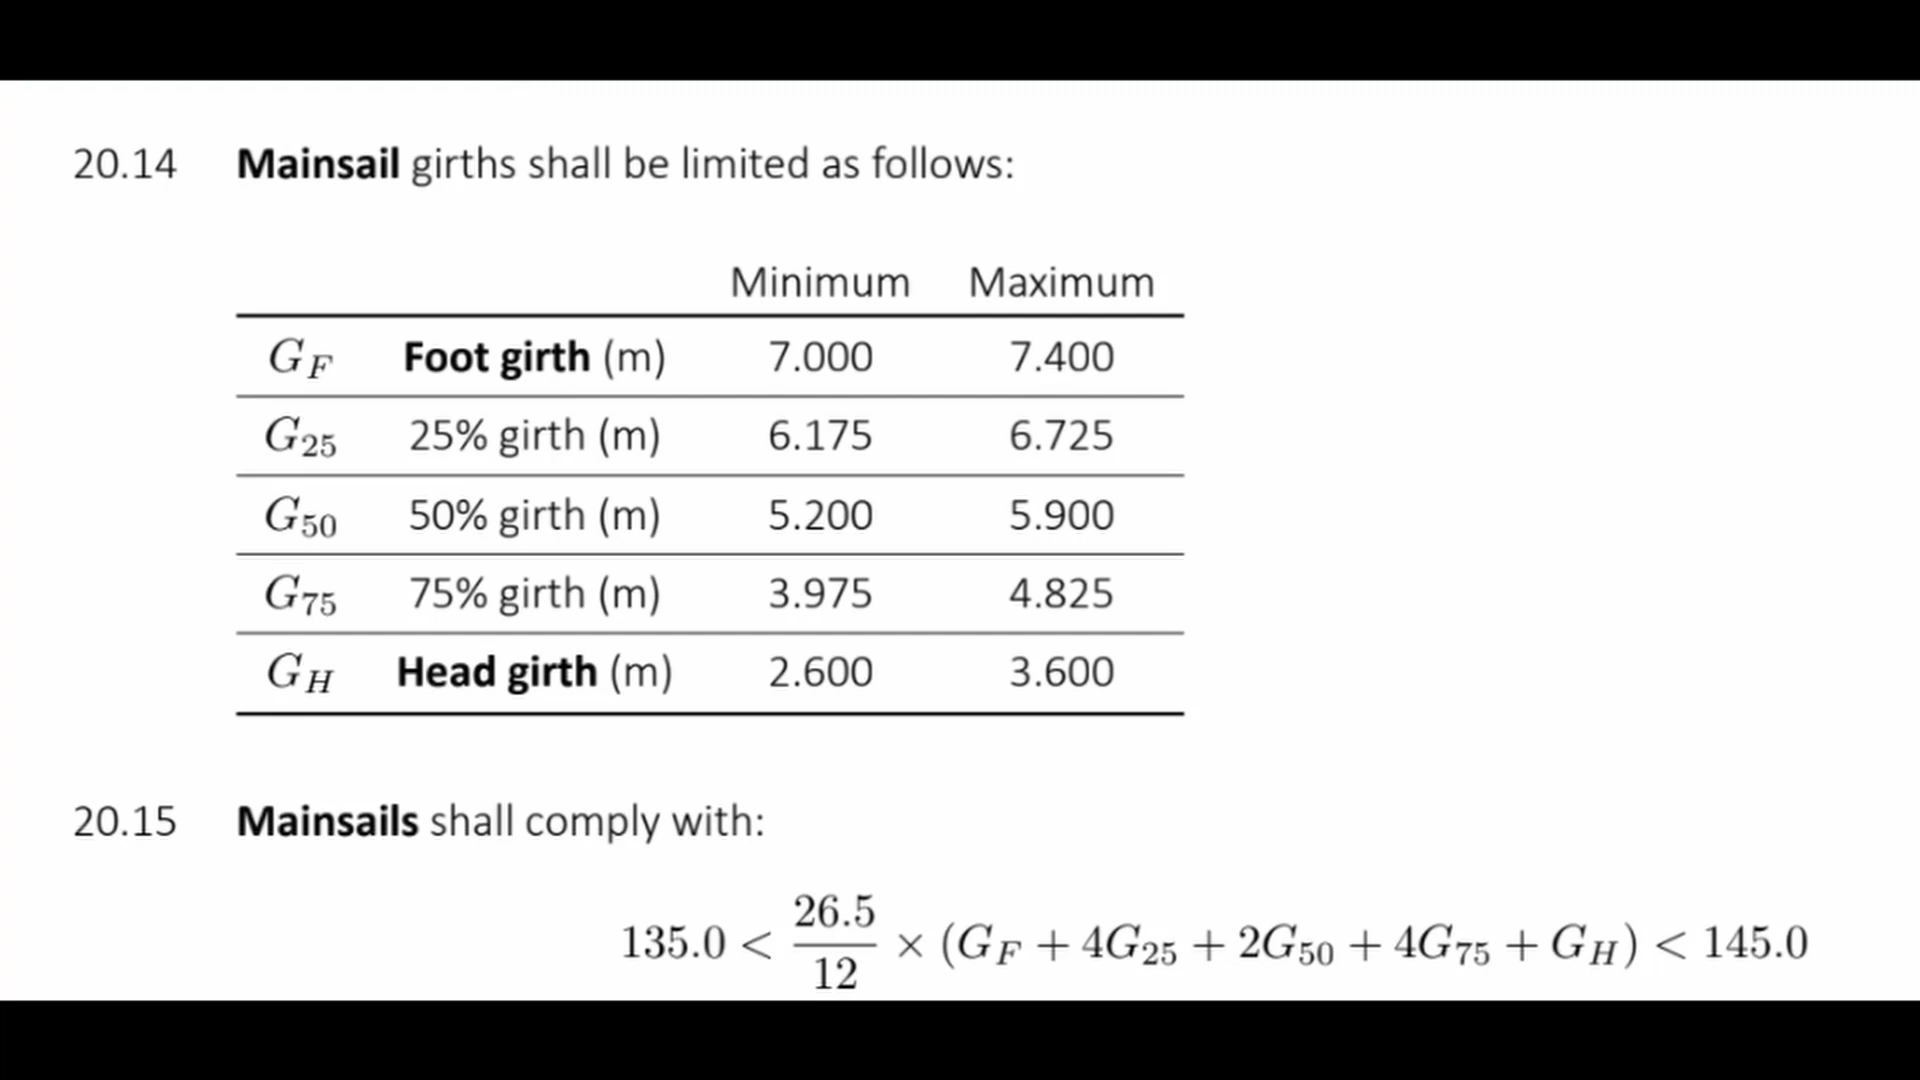 20.14 Mainsail girths shall be limited as follows:
Minimum Maximum
G_F Foot girth (m) 7.000 7.400
G_25 25% girth (m) 6.175 6.725
G_50 50% girth (m) 5.200 5.900
G_75 75% girth (m) 3.975 4.825
G_H Head girth (m) 2.600 3.600
20.15 Mainsails shall comply with:
135.0 < 26.5/12 × (G_F + 4G_25 + 2G_50 + 4G_75 + G_H) < 145.0